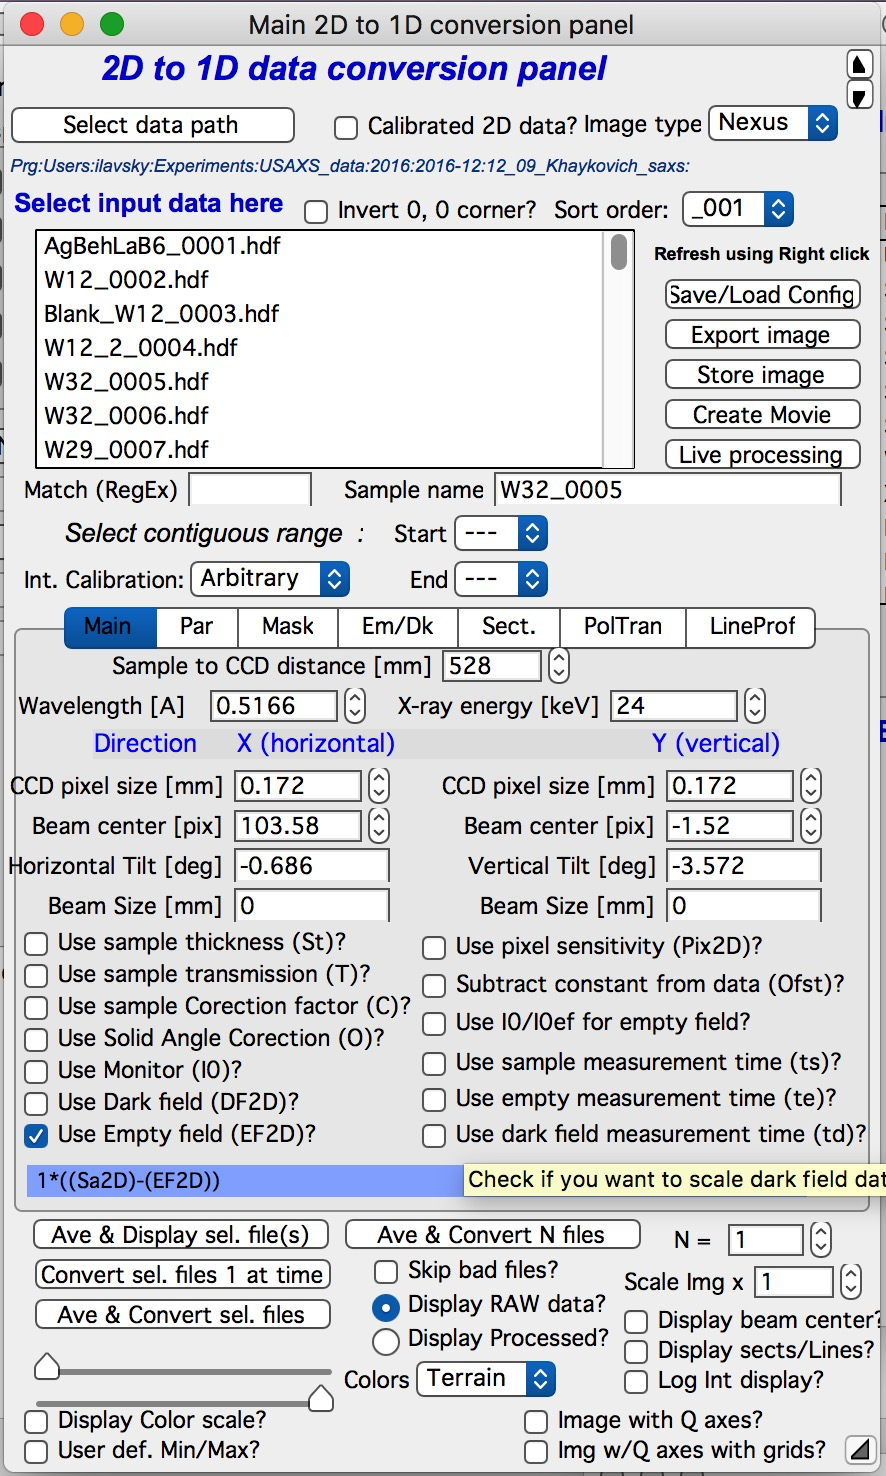 Main 2D to 1D conversion panel
2D to 1D data conversion panel
Select data path
Calibrated 2D data? Image type Nexus
Prg:Users:ilavsky:Experiments:USAXS_data:2016:2016-12:12_09_Khaykovich_saxs:
Select input data here
Invert 0, 0 corner? Sort order: _001
AgBehLaB6_0001.hdf
W12_0002.hdf
Blank_W12_0003.hdf
W12_2_0004.hdf
W32_0005.hdf
W32_0006.hdf
W29_0007.hdf
Refresh using Right click
Save/Load Config
Export image
Store image
Create Movie
Live processing
Match (RegEx) Sample name W32_0005
Select contiguous range : Start ---
Int. Calibration: Arbitrary End ---
Main Par Mask Em/Dk Sect. PolTran LineProf
Sample to CCD distance [mm] 528
Wavelength [A] 0.5166 X-ray energy [keV] 24
Direction X (horizontal) Y (vertical)
CCD pixel size [mm] 0.172 CCD pixel size [mm] 0.172
Beam center [pix] 103.58 Beam center [pix] -1.52
Horizontal Tilt [deg] -0.686 Vertical Tilt [deg] -3.572
Beam Size [mm] 0 Beam Size [mm] 0
Use sample thickness (St)?
Use sample transmission (T)?
Use sample Corection factor (C)?
Use Solid Angle Corection (O)?
Use Monitor (I0)?
Use Dark field (DF2D)?
Use Empty field (EF2D)?
Use pixel sensitivity (Pix2D)?
Subtract constant from data (Ofst)?
Use I0/I0ef for empty field?
Use sample measurement time (ts)?
Use empty measurement time (te)?
Use dark field measurement time (td)?
1*((Sa2D)-(EF2D))
Check if you want to scale dark field dat
Ave & Display sel. file(s) Ave & Convert N files N = 1
Convert sel. files 1 at time
Ave & Convert sel. files
Skip bad files?
Display RAW data?
Display Processed?
Colors Terrain
Scale Img x 1
Display beam center?
Display sects/Lines?
Log Int display?
Display Color scale? Image with Q axes?
User def. Min/Max? Img w/Q axes with grids?